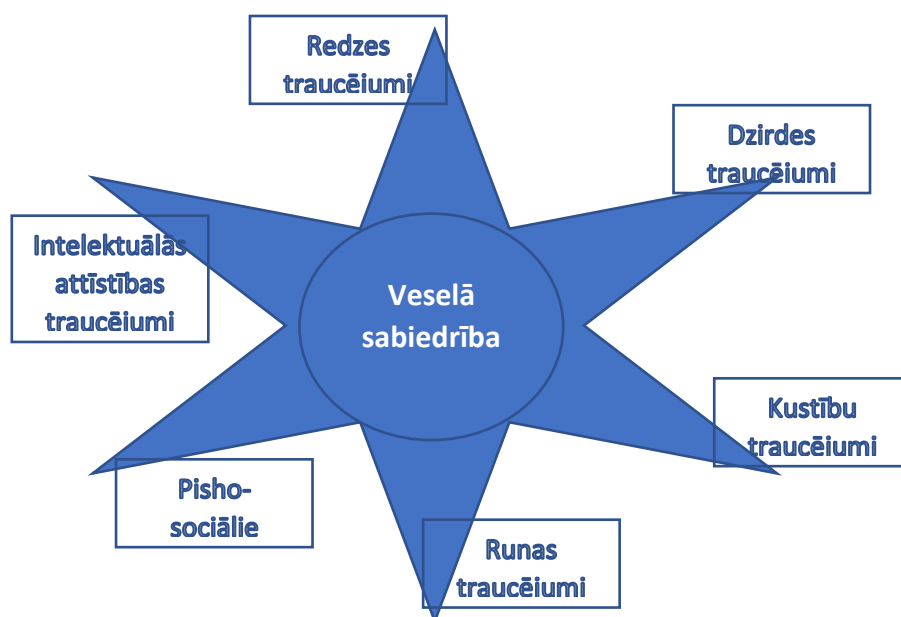 Redzes
traucēiumi
Dzirdes
traucēiumi
Intelektuālās
attīstības
traucēiumi
Veselā
sabiedrība
Kustību
traucēiumi
Pisho-
sociālie
Runas
traucēiumi